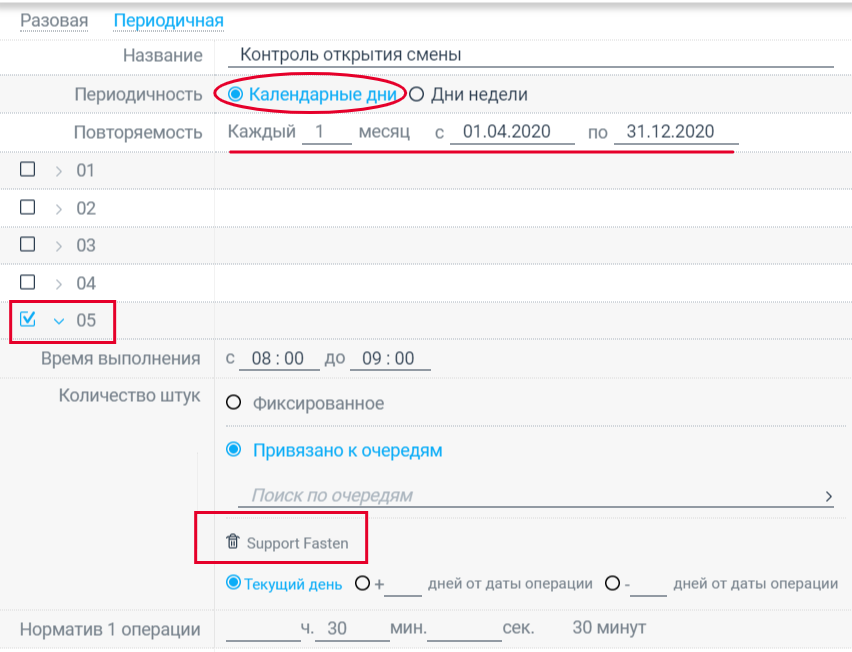 Разовая Периодичная
Название Контроль открытия смены
Периодичность Календарные дни Дни недели
Повторяемость Каждый 1 месяц с 01.04.2020 по 31.12.2020
01
02
03
04
05
Время выполнения с 08 : 00 до 09 : 00
Количество штук Фиксированное
Привязано к очередям
Поиск по очередям
Support Fasten
Текущий день + дней от даты операции - дней от даты операции
Норматив 1 операции ч. 30 мин. сек. 30 минут